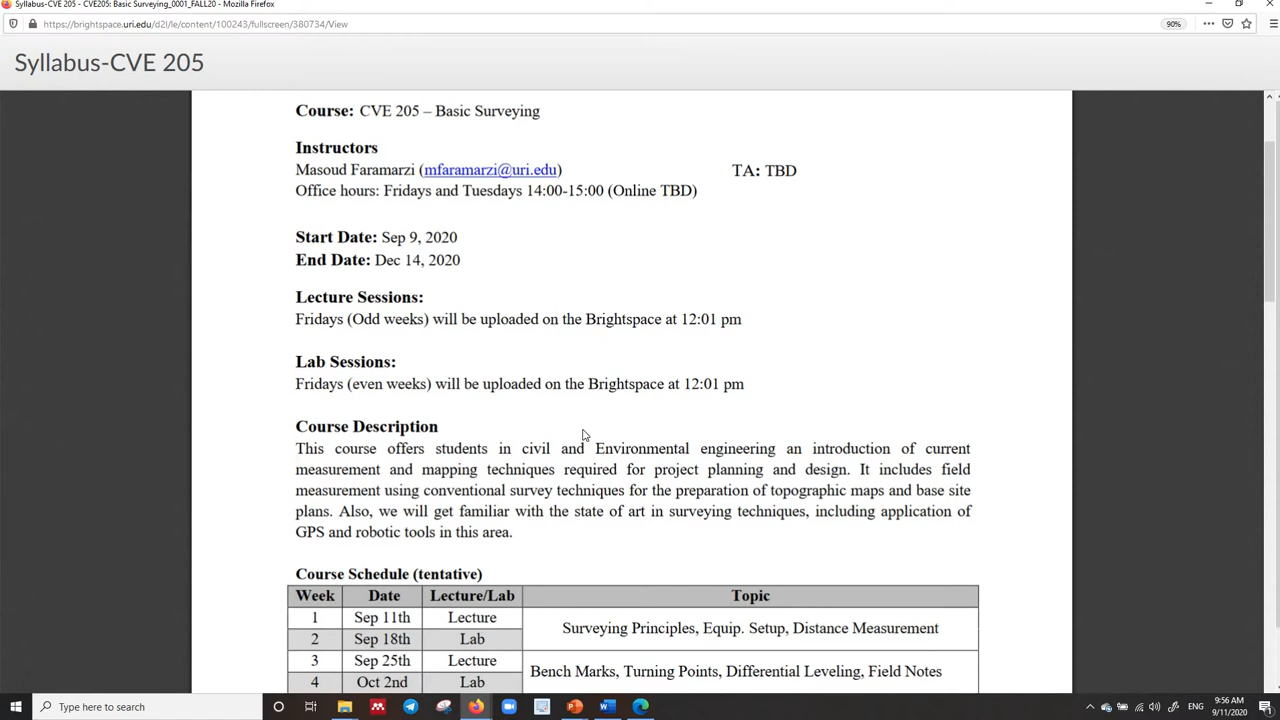 Syllabus-CVE 205 - CVE205: Basic Surveying_0001_FALL20 - Mozilla Firefox
https://brightspace.uri.edu/d2l/le/content/100243/fullscreen/380734/View
90%
Syllabus-CVE 205
Course: CVE 205 – Basic Surveying
Instructors
Masoud Faramarzi (mfaramarzi@uri.edu)
TA: TBD
Office hours: Fridays and Tuesdays 14:00-15:00 (Online TBD)
Start Date: Sep 9, 2020
End Date: Dec 14, 2020
Lecture Sessions:
Fridays (Odd weeks) will be uploaded on the Brightspace at 12:01 pm
Lab Sessions:
Fridays (even weeks) will be uploaded on the Brightspace at 12:01 pm
Course Description
This course offers students in civil and Environmental engineering an introduction of current
measurement and mapping techniques required for project planning and design. It includes field
measurement using conventional survey techniques for the preparation of topographic maps and base site
plans. Also, we will get familiar with the state of art in surveying techniques, including application of
GPS and robotic tools in this area.
Course Schedule (tentative)
Week Date Lecture/Lab Topic
1 Sep 11th Lecture
Surveying Principles, Equip. Setup, Distance Measurement
2 Sep 18th Lab
3 Sep 25th Lecture
Bench Marks, Turning Points, Differential Leveling, Field Notes
4 Oct 2nd Lab
Type here to search
ENG
9:56 AM
9/11/2020